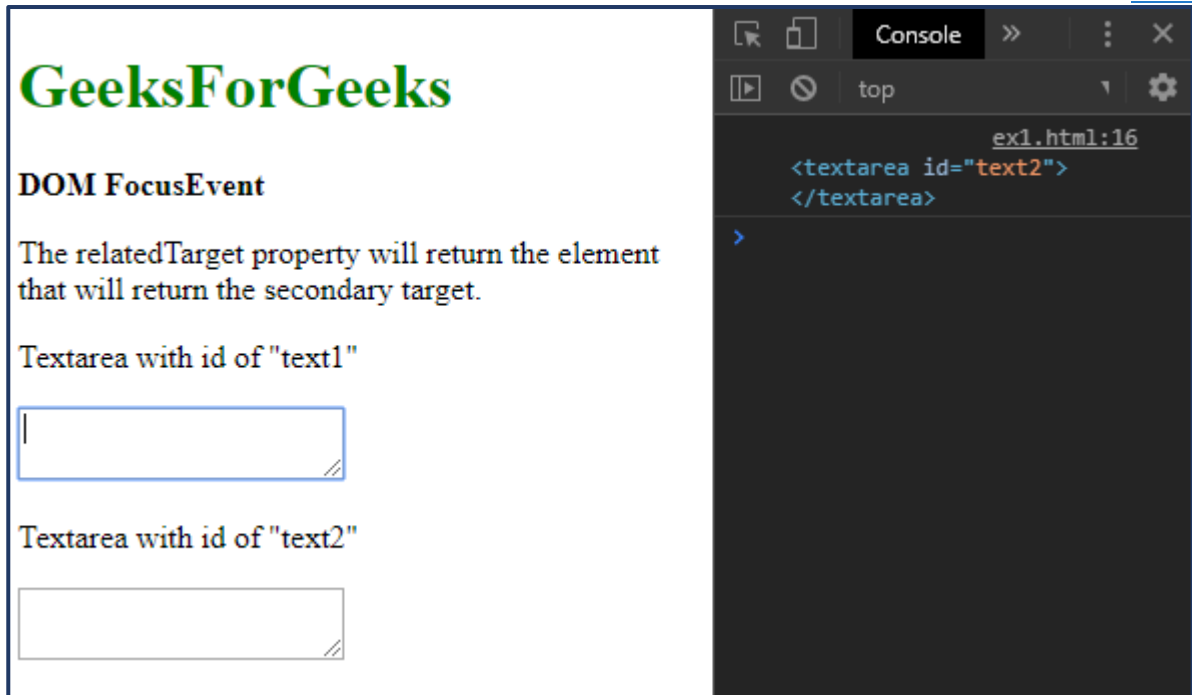 GeeksForGeeks
DOM FocusEvent
The relatedTarget property will return the element
that will return the secondary target.
Textarea with id of "text1"
Textarea with id of "text2"
Console »
top
ex1.html:16
<textarea id="text2">
</textarea>
>